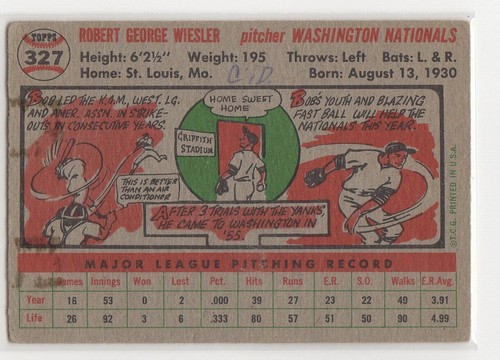 TOPPS
327
ROBERT GEORGE WIESLER pitcher WASHINGTON NATIONALS
Height: 6'2½" Weight: 195 Throws: Left Bats: L. & R.
Home: St. Louis, Mo. Born: August 13, 1930
BOB LED THE K.O.M., WEST. LG.
AND AMER. ASSN. IN STRIKE-
OUTS IN CONSECUTIVE YEARS.
THIS IS BETTER
THAN AN AIR
CONDITIONER
HOME SWEET
HOME
GRIFFITH
STADIUM
AFTER 3 TRIALS WITH THE YANKS,
HE CAME TO WASHINGTON IN
'55.
BOB'S YOUTH AND BLAZING
FAST BALL WILL HELP THE
NATIONALS THIS YEAR.
© T.C.G. PRINTED IN U.S.A.
MAJOR LEAGUE PITCHING RECORD
Games Innings Won Lost Pct. Hits Runs E.R. S.O. Walks E.R.Avg.
Year 16 53 0 2 .000 39 27 23 22 49 3.91
Life 26 92 3 6 .333 80 57 51 50 90 4.99